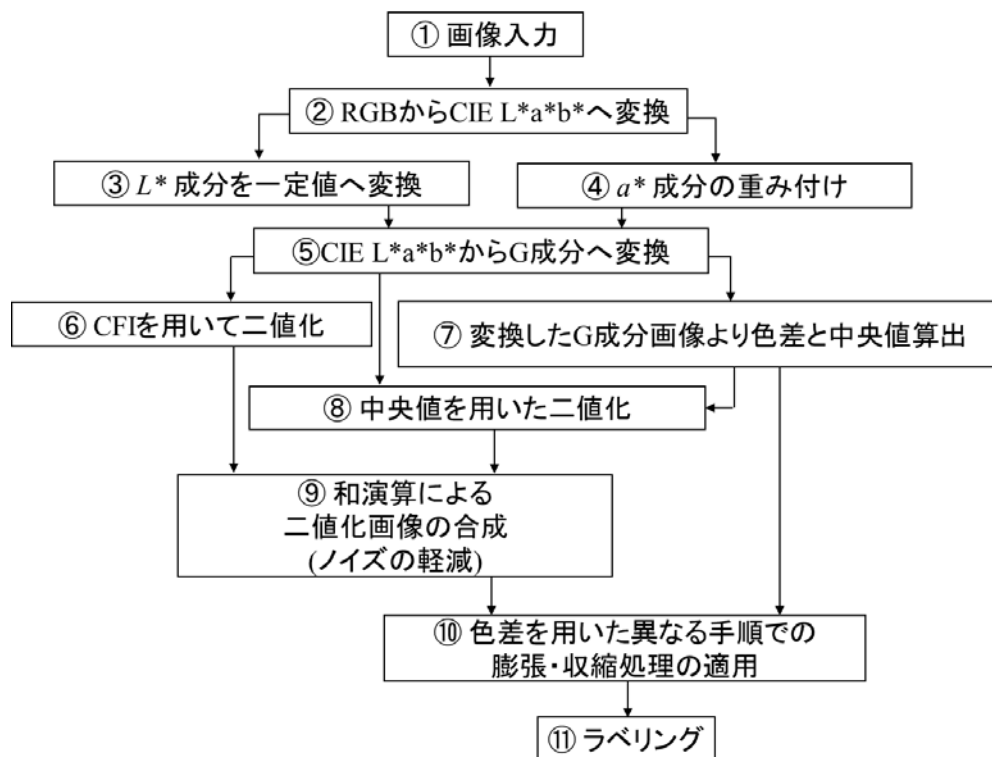 ① 画像入力
② RGBからCIE L*a*b*へ変換
③ L* 成分を一定値へ変換
④ a* 成分の重み付け
⑤CIE L*a*b*からG成分へ変換
⑥ CFIを用いて二値化
⑦ 変換したG成分画像より色差と中央値算出
⑧ 中央値を用いた二値化
⑨ 和演算による
二値化画像の合成
(ノイズの軽減)
⑩ 色差を用いた異なる手順での
膨張・収縮処理の適用
⑪ ラベリング